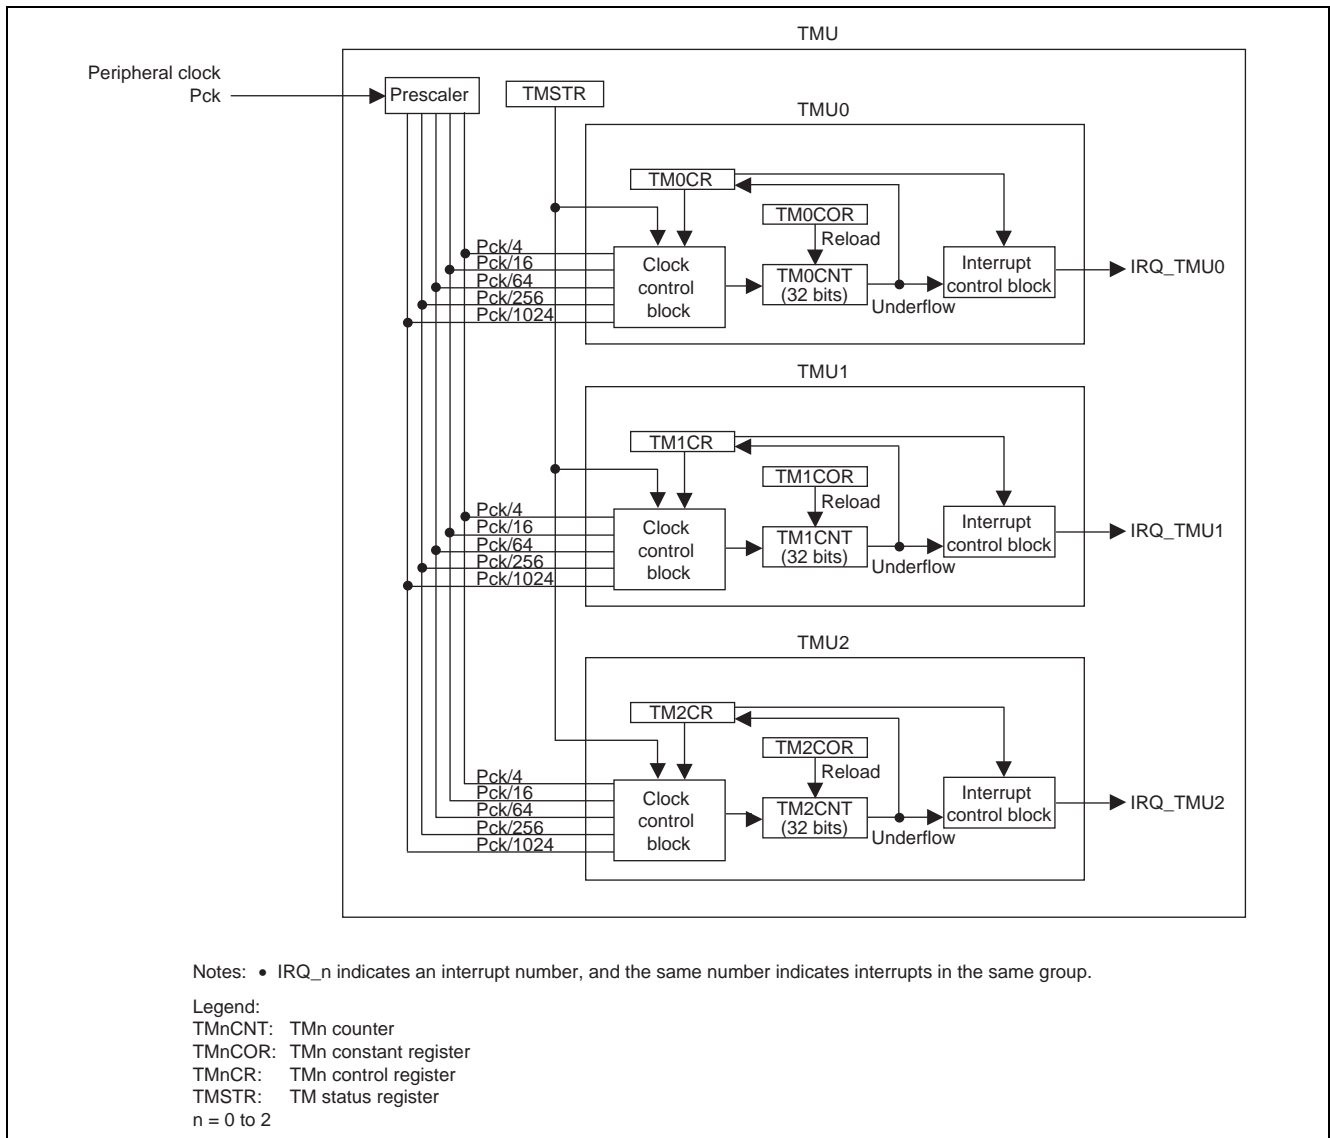 TMU
Peripheral clock
Pck
Prescaler
TMSTR
TMU0
TM0CR
TM0COR
Reload
Pck/4
Pck/16
Pck/64
Pck/256
Pck/1024
Clock
control
block
TM0CNT
(32 bits)
Underflow
Interrupt
control block
IRQ_TMU0
TMU1
TM1CR
TM1COR
Reload
Pck/4
Pck/16
Pck/64
Pck/256
Pck/1024
Clock
control
block
TM1CNT
(32 bits)
Underflow
Interrupt
control block
IRQ_TMU1
TMU2
TM2CR
TM2COR
Reload
Pck/4
Pck/16
Pck/64
Pck/256
Pck/1024
Clock
control
block
TM2CNT
(32 bits)
Underflow
Interrupt
control block
IRQ_TMU2
Notes: • IRQ_n indicates an interrupt number, and the same number indicates interrupts in the same group.
Legend:
TMnCNT: TMn counter
TMnCOR: TMn constant register
TMnCR: TMn control register
TMSTR: TM status register
n = 0 to 2